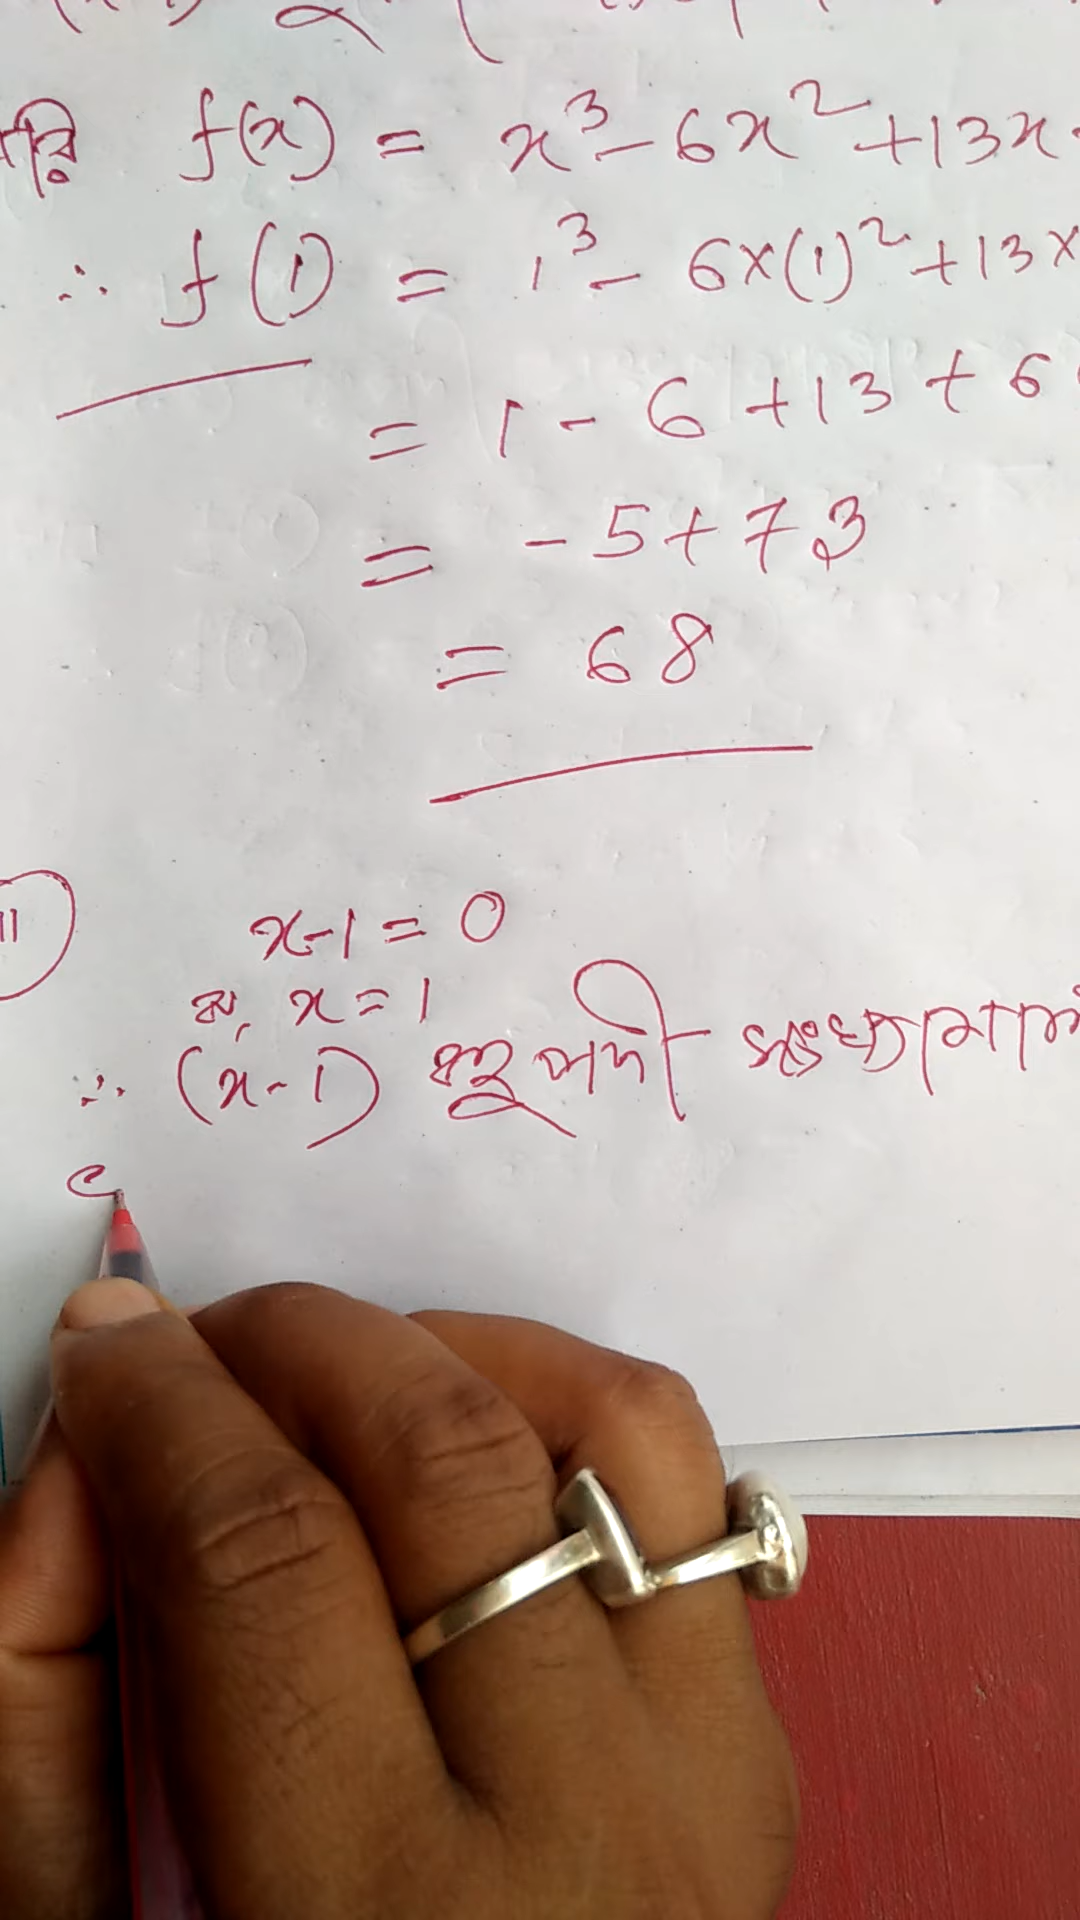 ধরি f(x) = x³ - 6x² + 13x
∴ f(1) = 1³ - 6×(1)² + 13×
= 1 - 6 + 13 + 6
= - 5 + 73
= 68
x-1 = 0
বা, x = 1
∴ (x-1) বহুপদী সংখ্যামালা